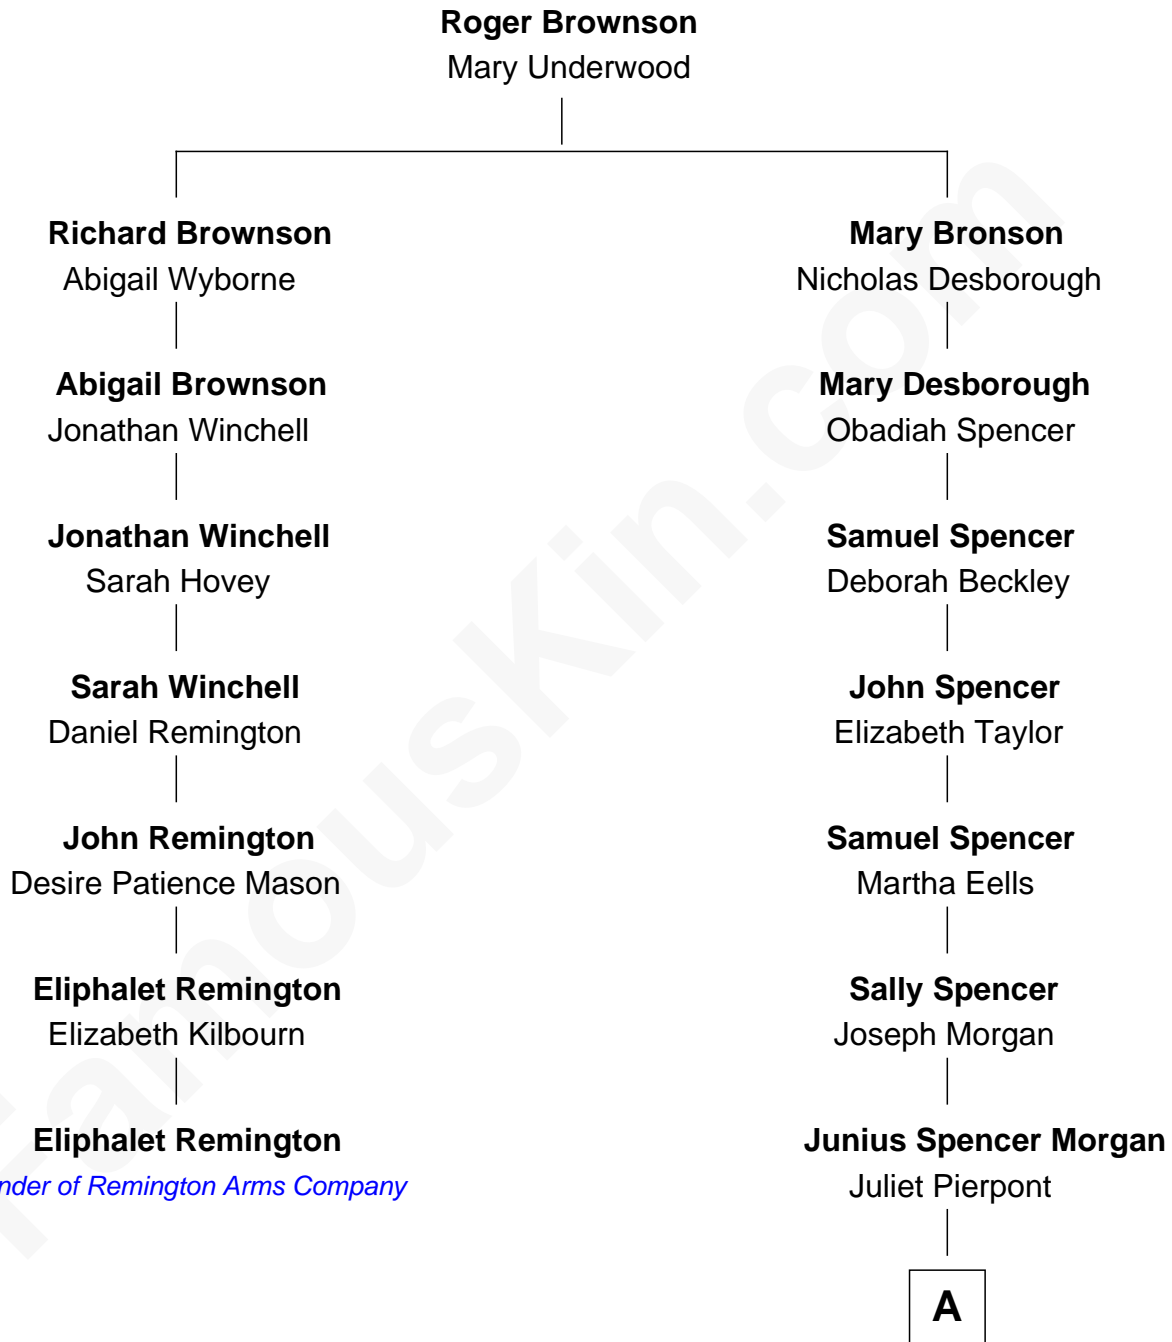 Roger Brownson
Mary Underwood
Richard Brownson
Abigail Wyborne
Abigail Brownson
Jonathan Winchell
Jonathan Winchell
Sarah Hovey
Sarah Winchell
Daniel Remington
John Remington
Desire Patience Mason
Eliphalet Remington
Elizabeth Kilbourn
Eliphalet Remington
nder of Remington Arms Company
Mary Bronson
Nicholas Desborough
Mary Desborough
Obadiah Spencer
Samuel Spencer
Deborah Beckley
John Spencer
Elizabeth Taylor
Samuel Spencer
Martha Eells
Sally Spencer
Joseph Morgan
Junius Spencer Morgan
Juliet Pierpont
A
FamousKin.com